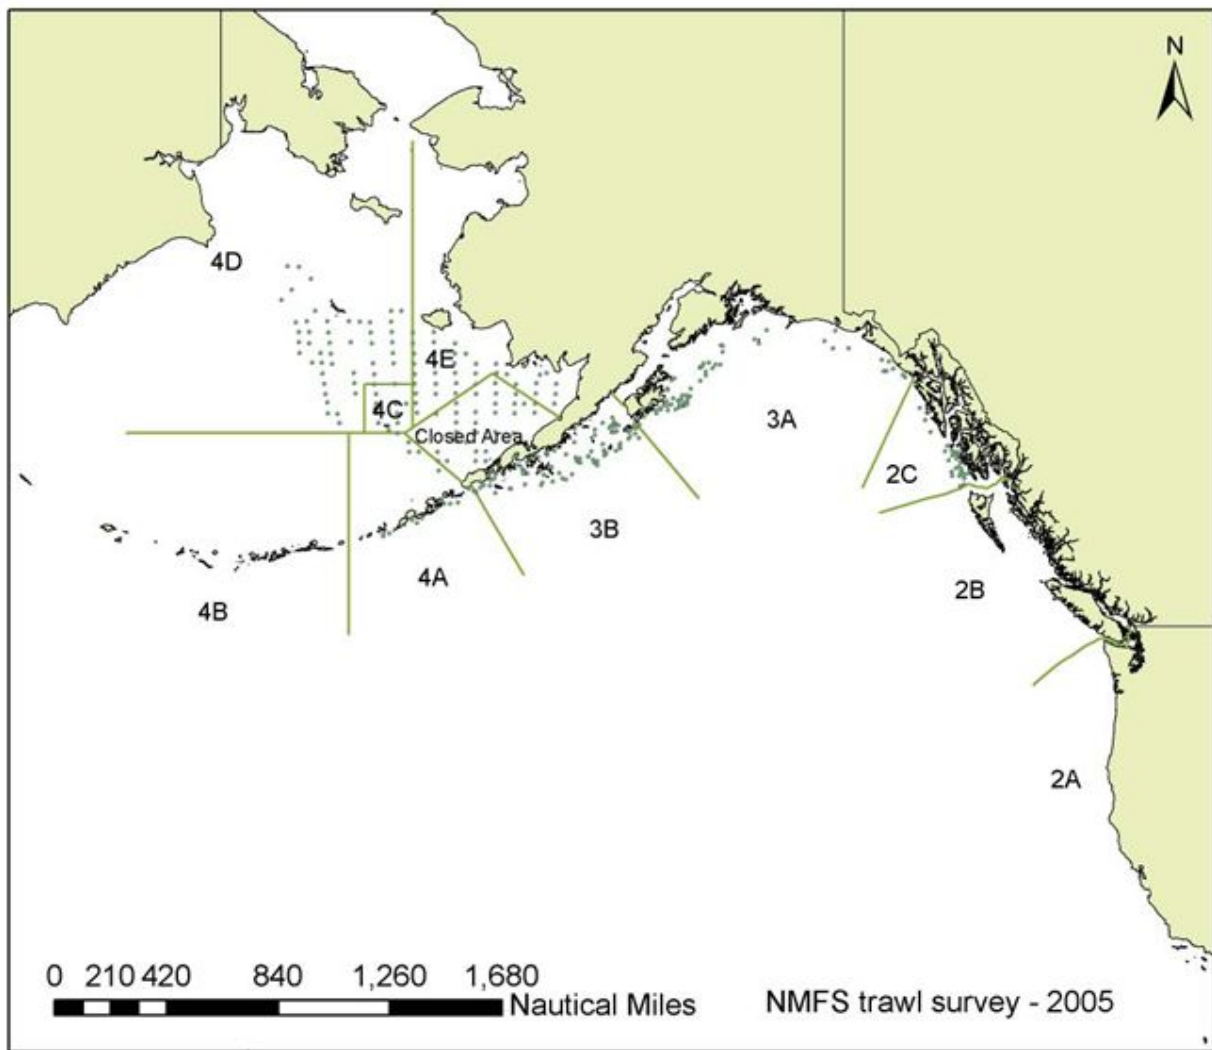 N
4D
4E
4C
Closed Area
3A
2C
3B
4A
2B
4B
2A
0 210 420 840 1,260 1,680
Nautical Miles
NMFS trawl survey - 2005